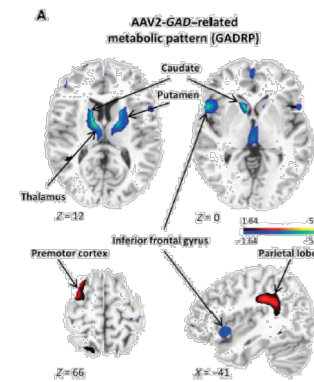 A
AAV2-GAD–related
metabolic pattern (GADRP)
Caudate
Putamen
Thalamus
Z = 12
Z = 0
1.64
-1.64
Inferior frontal gyrus
Premotor cortex
Parietal lobe
Z = 66
X = -41